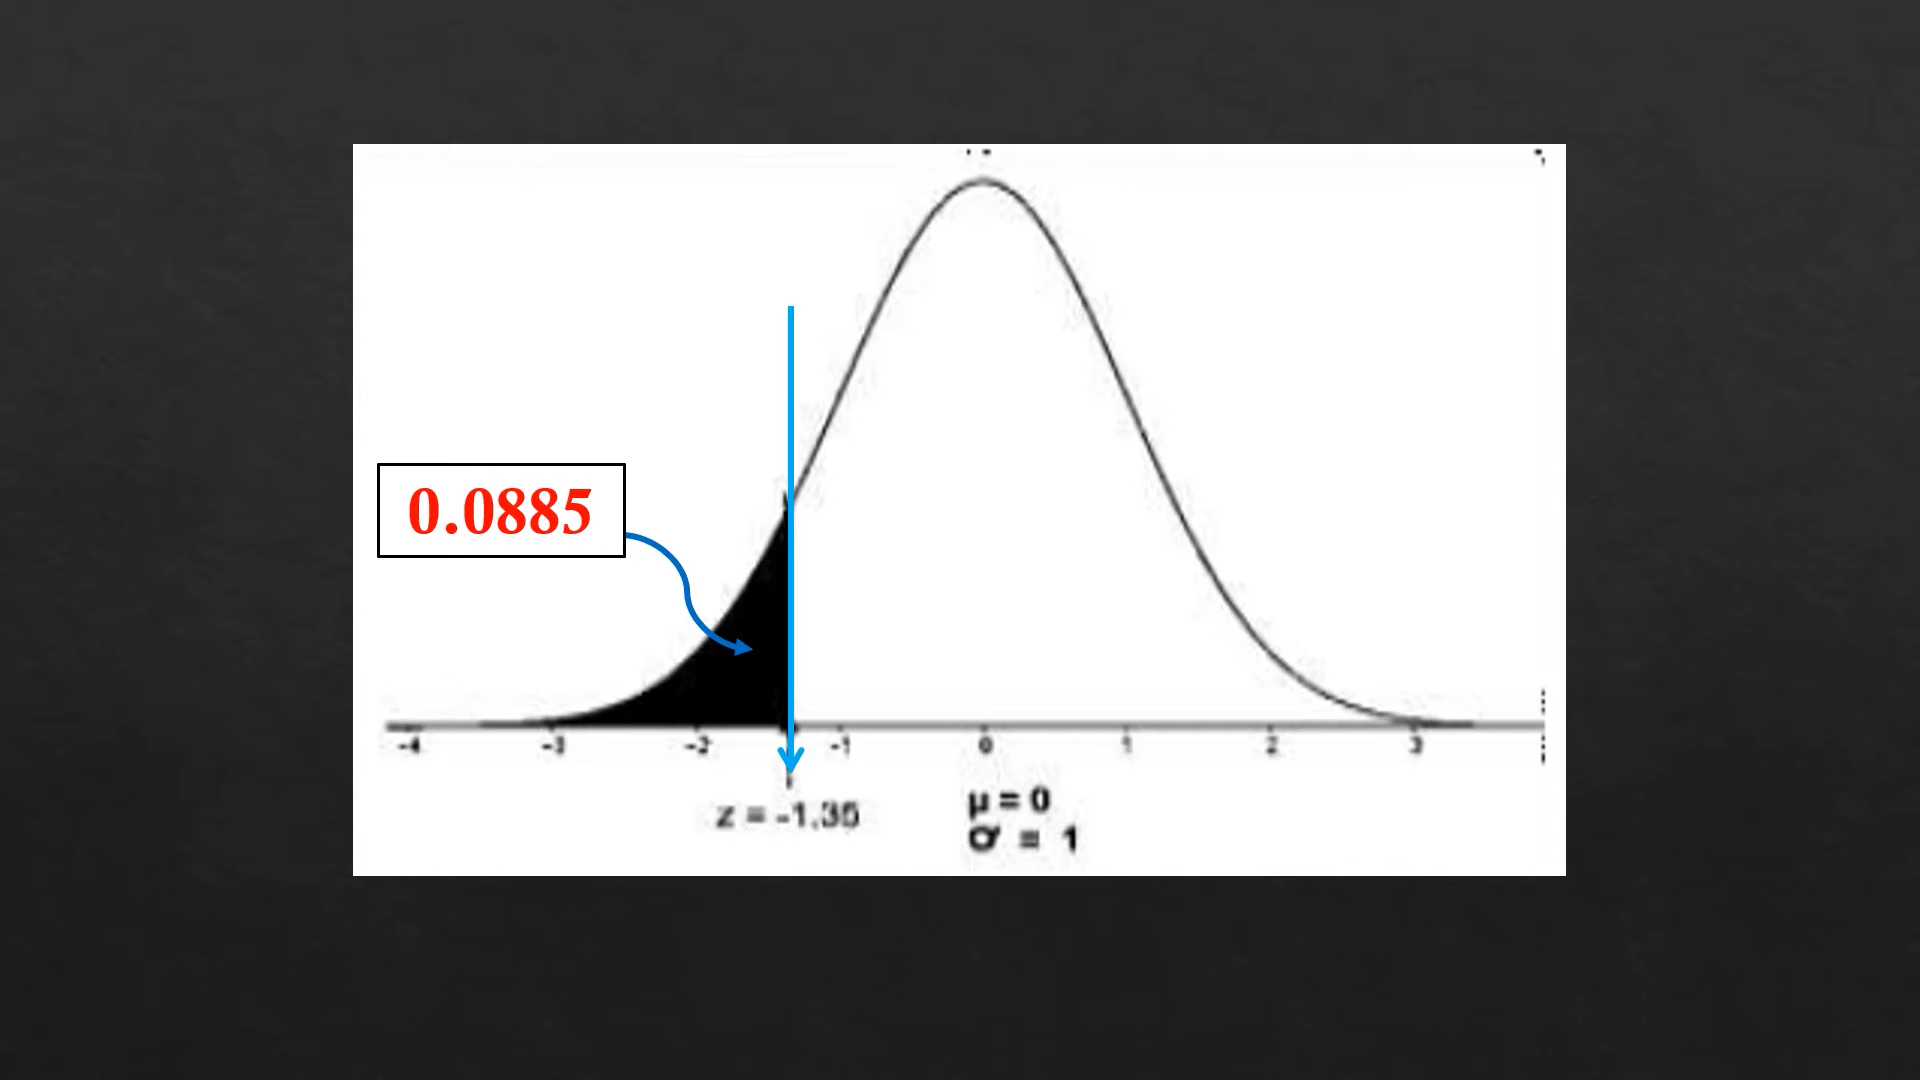 0.0885
-4 -3 -2 -1 0 1 2 3
z = -1.35
μ = 0
σ = 1